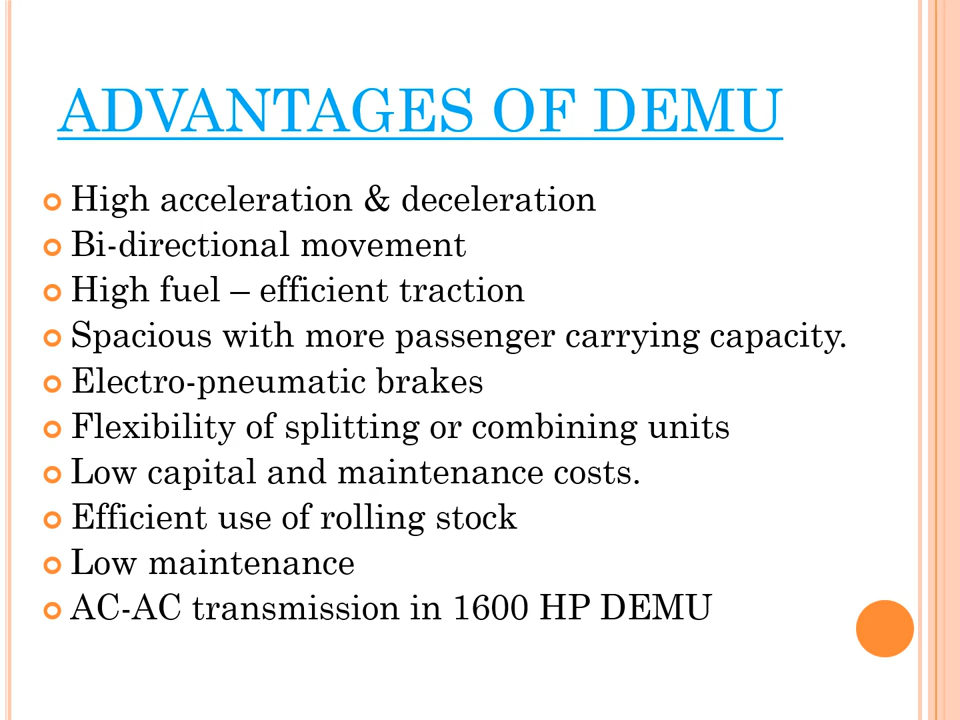 ADVANTAGES OF DEMU
High acceleration & deceleration
Bi-directional movement
High fuel – efficient traction
Spacious with more passenger carrying capacity.
Electro-pneumatic brakes
Flexibility of splitting or combining units
Low capital and maintenance costs.
Efficient use of rolling stock
Low maintenance
AC-AC transmission in 1600 HP DEMU